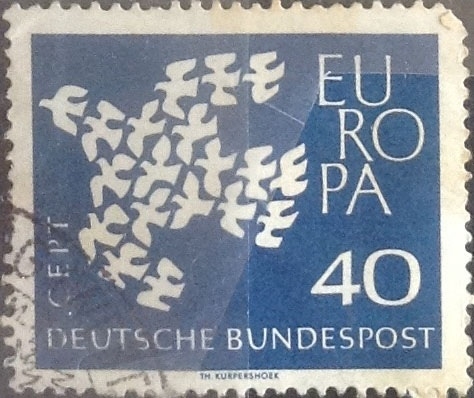 EU
RO
PA
CEPT
40
DEUTSCHE BUNDESPOST
TH. KURPERSHOEK